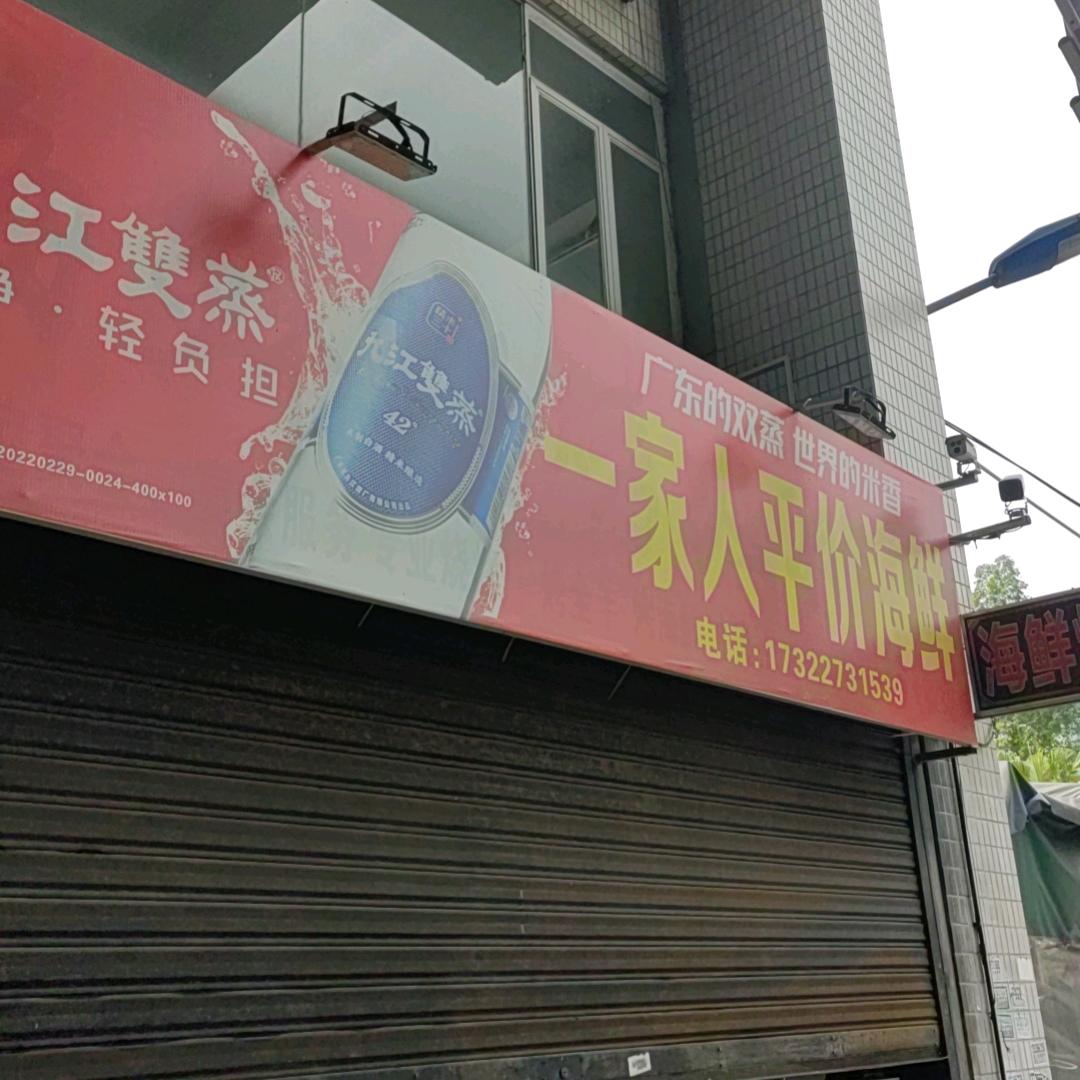 江雙蒸®
净·轻负担
20220229-0024-400x100
九江雙蒸
42°
广东的双蒸 世界的米香
一家人平价海鲜
电话:17322731539
海鲜